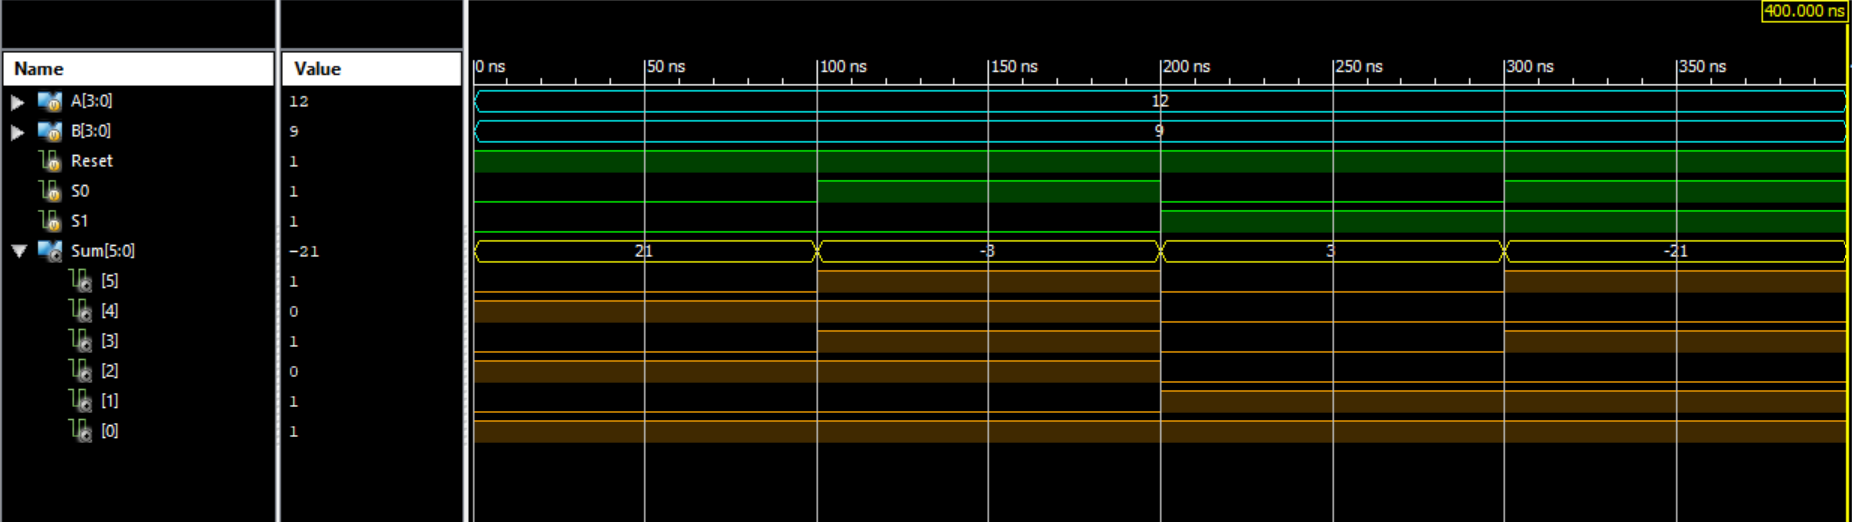 400.000 ns
Name Value 0 ns 50 ns 100 ns 150 ns 200 ns 250 ns 300 ns 350 ns
A[3:0] 12 12
B[3:0] 9 9
Reset 1
S0 1
S1 1
Sum[5:0] -21 21 -3 3 -21
[5] 1
[4] 0
[3] 1
[2] 0
[1] 1
[0] 1